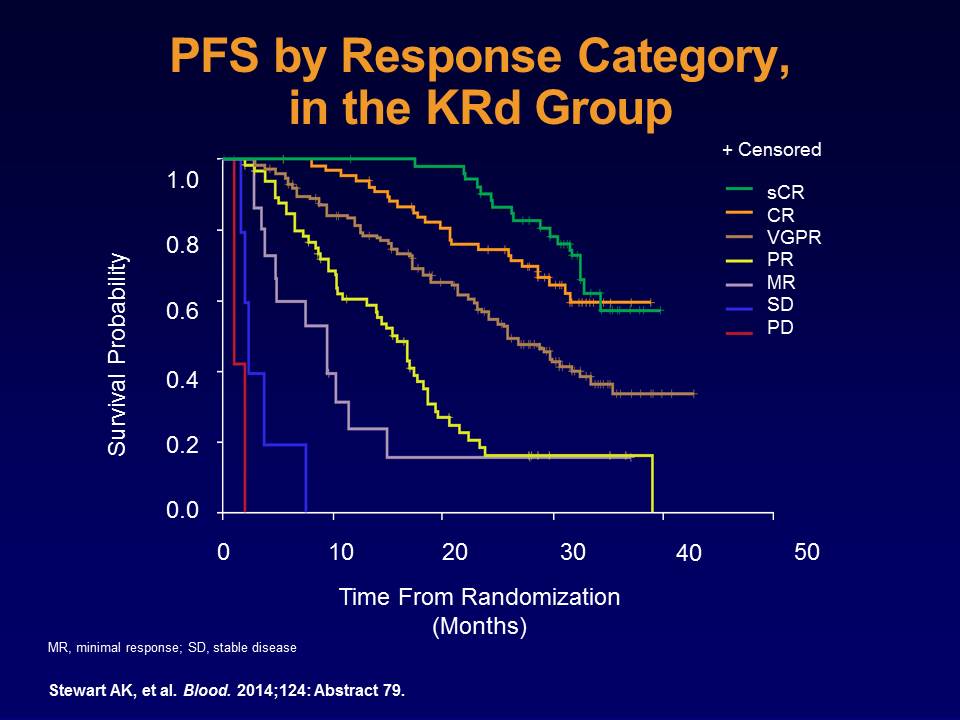 PFS by Response Category,
in the KRd Group
+ Censored
sCR
CR
VGPR
PR
MR
SD
PD
Survival Probability
1.0
0.8
0.6
0.4
0.2
0.0
0 10 20 30 40 50
Time From Randomization
(Months)
MR, minimal response; SD, stable disease
Stewart AK, et al. Blood. 2014;124: Abstract 79.